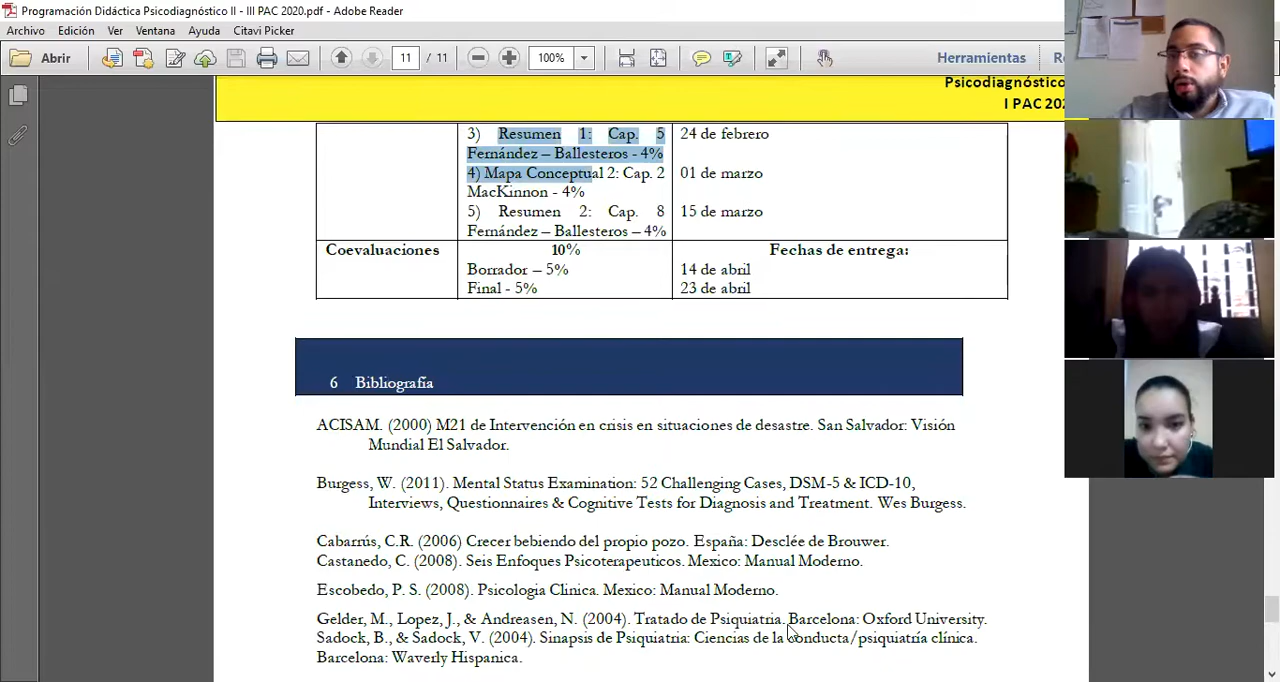 Programación Didáctica Psicodiagnóstico II - III PAC 2020.pdf - Adobe Reader
Archivo Edición Ver Ventana Ayuda Citavi Picker
Abrir 11 / 11 100% Herramientas
Psicodiagnóstico
I PAC 202
3) Resumen 1: Cap. 5 24 de febrero
Fernández – Ballesteros - 4%
4) Mapa Conceptual 2: Cap. 2 01 de marzo
MacKinnon - 4%
5) Resumen 2: Cap. 8 15 de marzo
Fernández – Ballesteros – 4%
Coevaluaciones 10% Fechas de entrega:
Borrador – 5% 14 de abril
Final - 5% 23 de abril
6 Bibliografía
ACISAM. (2000) M21 de Intervención en crisis en situaciones de desastre. San Salvador: Visión
Mundial El Salvador.
Burgess, W. (2011). Mental Status Examination: 52 Challenging Cases, DSM-5 & ICD-10,
Interviews, Questionnaires & Cognitive Tests for Diagnosis and Treatment. Wes Burgess.
Cabarrús, C.R. (2006) Crecer bebiendo del propio pozo. España: Desclée de Brouwer.
Castanedo, C. (2008). Seis Enfoques Psicoterapeuticos. Mexico: Manual Moderno.
Escobedo, P. S. (2008). Psicologia Clinica. Mexico: Manual Moderno.
Gelder, M., Lopez, J., & Andreasen, N. (2004). Tratado de Psiquiatria. Barcelona: Oxford University.
Sadock, B., & Sadock, V. (2004). Sinapsis de Psiquiatria: Ciencias de la conducta/psiquiatría clínica.
Barcelona: Waverly Hispanica.